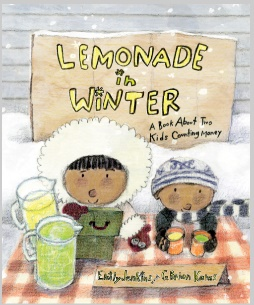 LEMONADE
in
WINTER
A Book About Two
Kids Counting Money
Emily Jenkins + G. Brian Karas